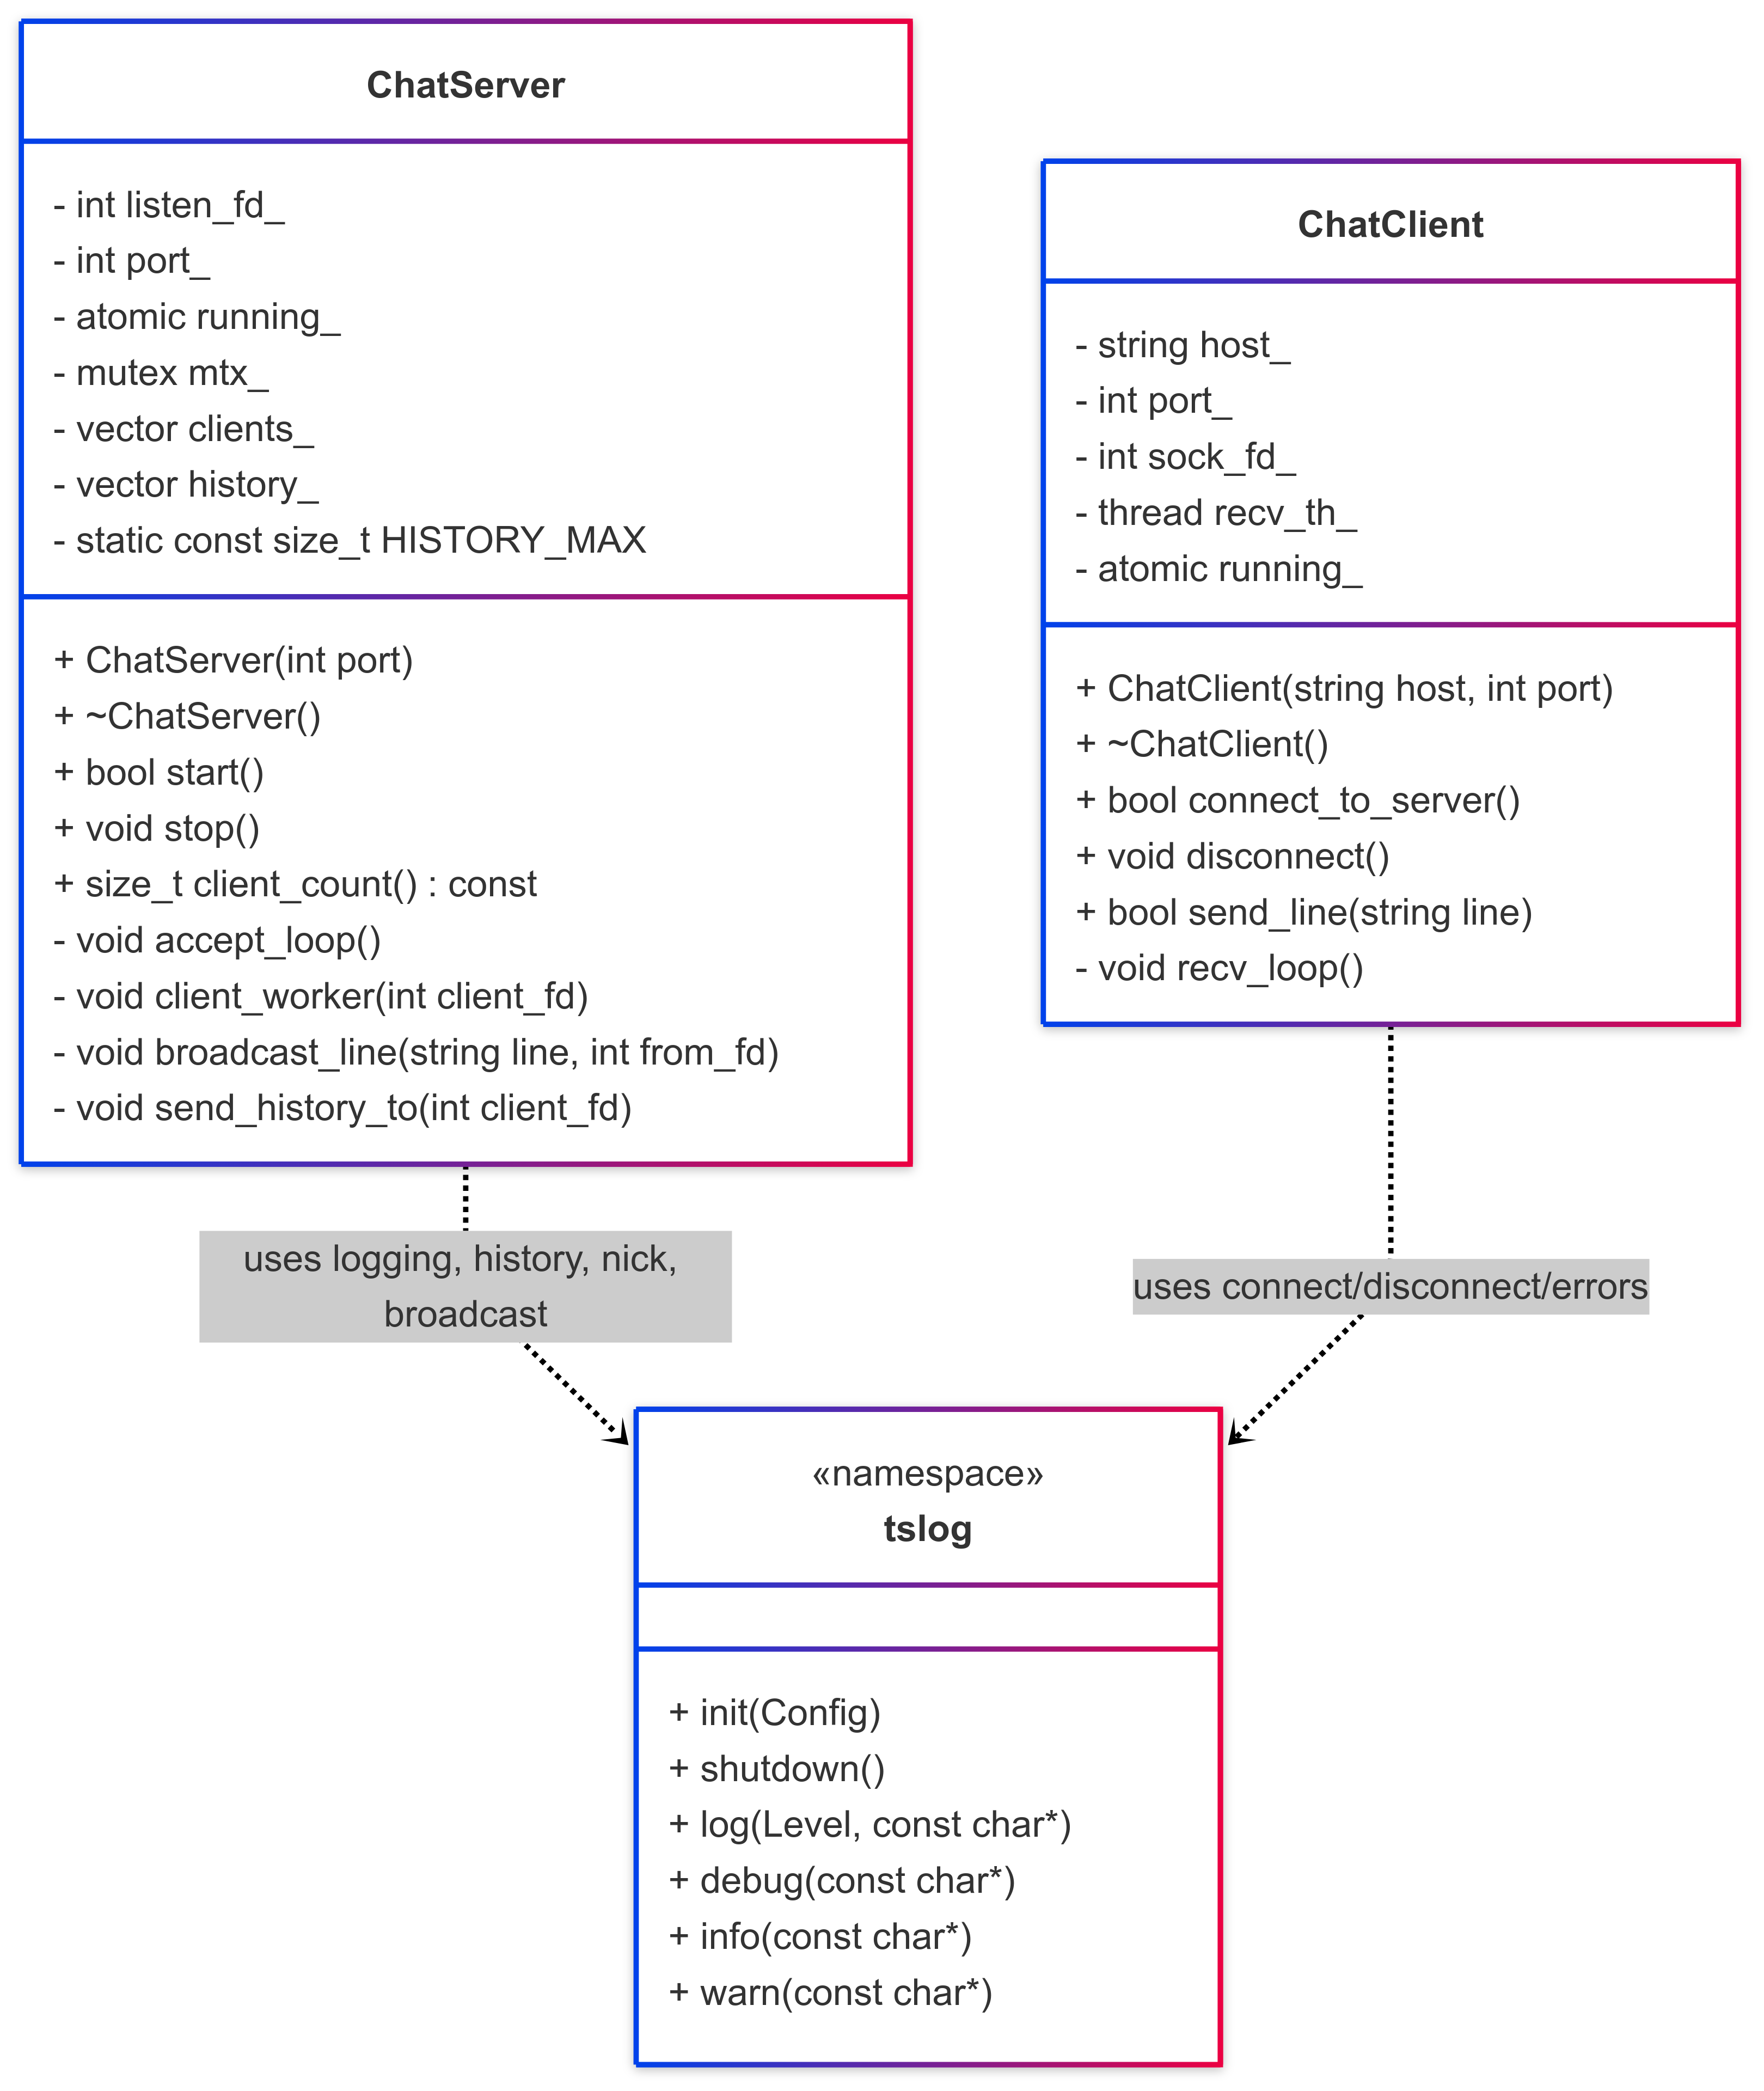 ChatServer
- int listen_fd_
- int port_
- atomic running_
- mutex mtx_
- vector clients_
- vector history_
- static const size_t HISTORY_MAX
+ ChatServer(int port)
+ ~ChatServer()
+ bool start()
+ void stop()
+ size_t client_count() : const
- void accept_loop()
- void client_worker(int client_fd)
- void broadcast_line(string line, int from_fd)
- void send_history_to(int client_fd)
ChatClient
- string host_
- int port_
- int sock_fd_
- thread recv_th_
- atomic running_
+ ChatClient(string host, int port)
+ ~ChatClient()
+ bool connect_to_server()
+ void disconnect()
+ bool send_line(string line)
- void recv_loop()
uses logging, history, nick,
broadcast
uses connect/disconnect/errors
«namespace»
tslog
+ init(Config)
+ shutdown()
+ log(Level, const char*)
+ debug(const char*)
+ info(const char*)
+ warn(const char*)